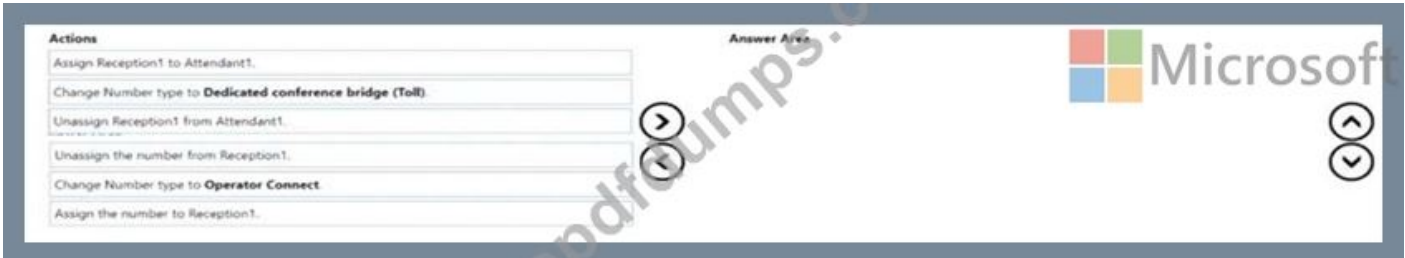 Actions
Answer Area
Microsoft
Assign Reception1 to Attendant1.
Change Number type to Dedicated conference bridge (Toll).
Unassign Reception1 from Attendant1.
Unassign the number from Reception1.
Change Number type to Operator Connect.
Assign the number to Reception1.
pdfdumps.